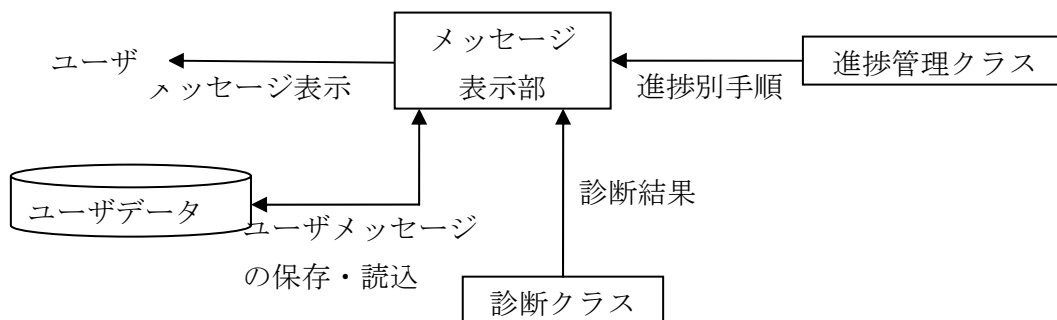 メッセージ
表示部
ユーザ
メッセージ表示
進捗管理クラス
進捗別手順
ユーザデータ
ユーザメッセージ
の保存・読込
診断結果
診断クラス